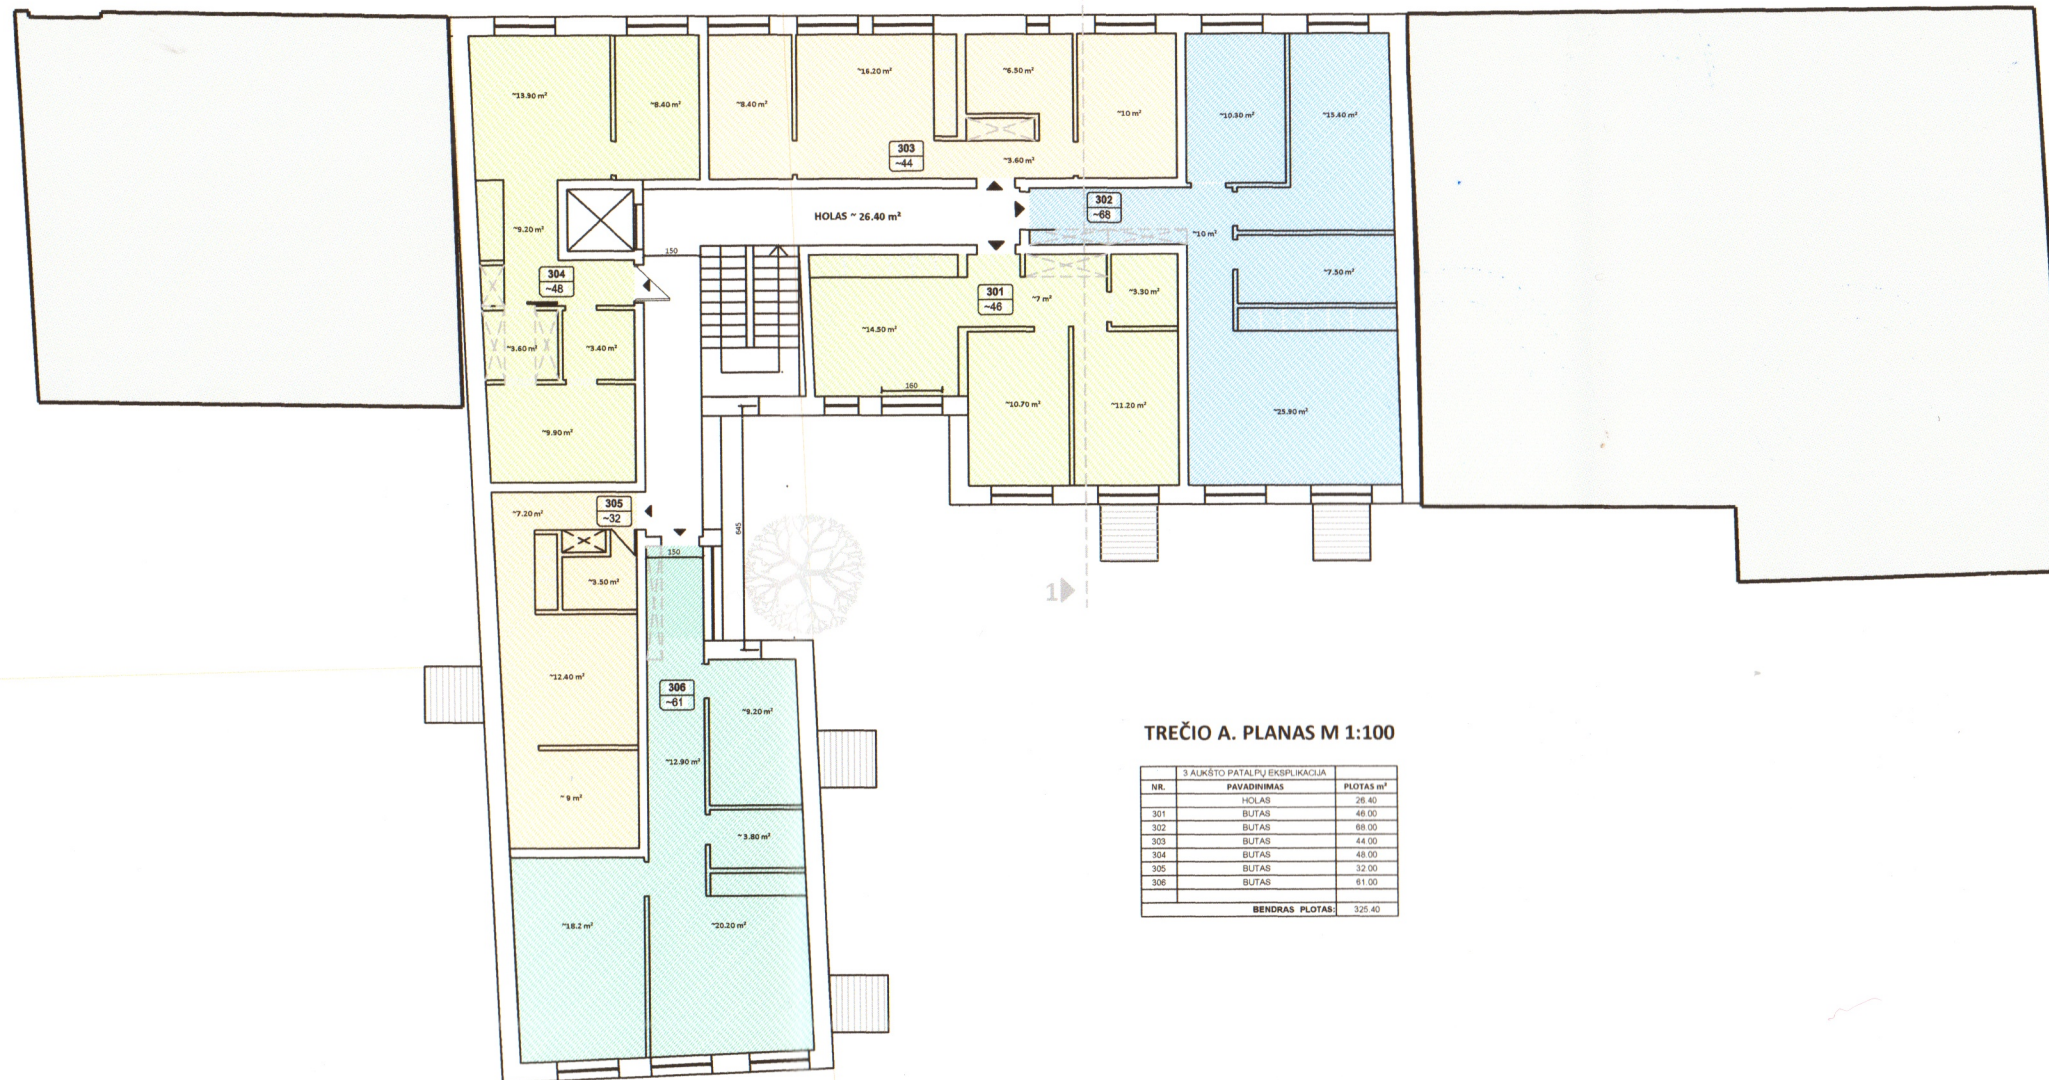 ~13.90 m²
~8.40 m²
~8.40 m²
~16.20 m²
~6.50 m²
~10 m²
~10.30 m²
~15.40 m²
303
~44
~3.60 m²
HOLAS ~ 26.40 m²
302
~68
~10 m²
~9.20 m²
150
304
~48
~7.50 m²
301
~46
~7 m²
~3.30 m²
~14.30 m²
~3.60 m²
~3.40 m²
160
~10.70 m²
~11.20 m²
~25.90 m²
~9.90 m²
~7.20 m²
305
~32
645
150
~3.50 m²
1
~12.40 m²
306
~61
~9.20 m²
~12.90 m²
~ 9 m²
~ 3.80 m²
~18.2 m²
~20.20 m²
TREČIO A. PLANAS M 1:100
3 AUKŠTO PATALPŲ EKSPLIKACIJA
NR. PAVADINIMAS PLOTAS m²
HOLAS 26.40
301 BUTAS 46.00
302 BUTAS 68.00
303 BUTAS 44.00
304 BUTAS 48.00
305 BUTAS 32.00
306 BUTAS 61.00
BENDRAS PLOTAS: 325.40